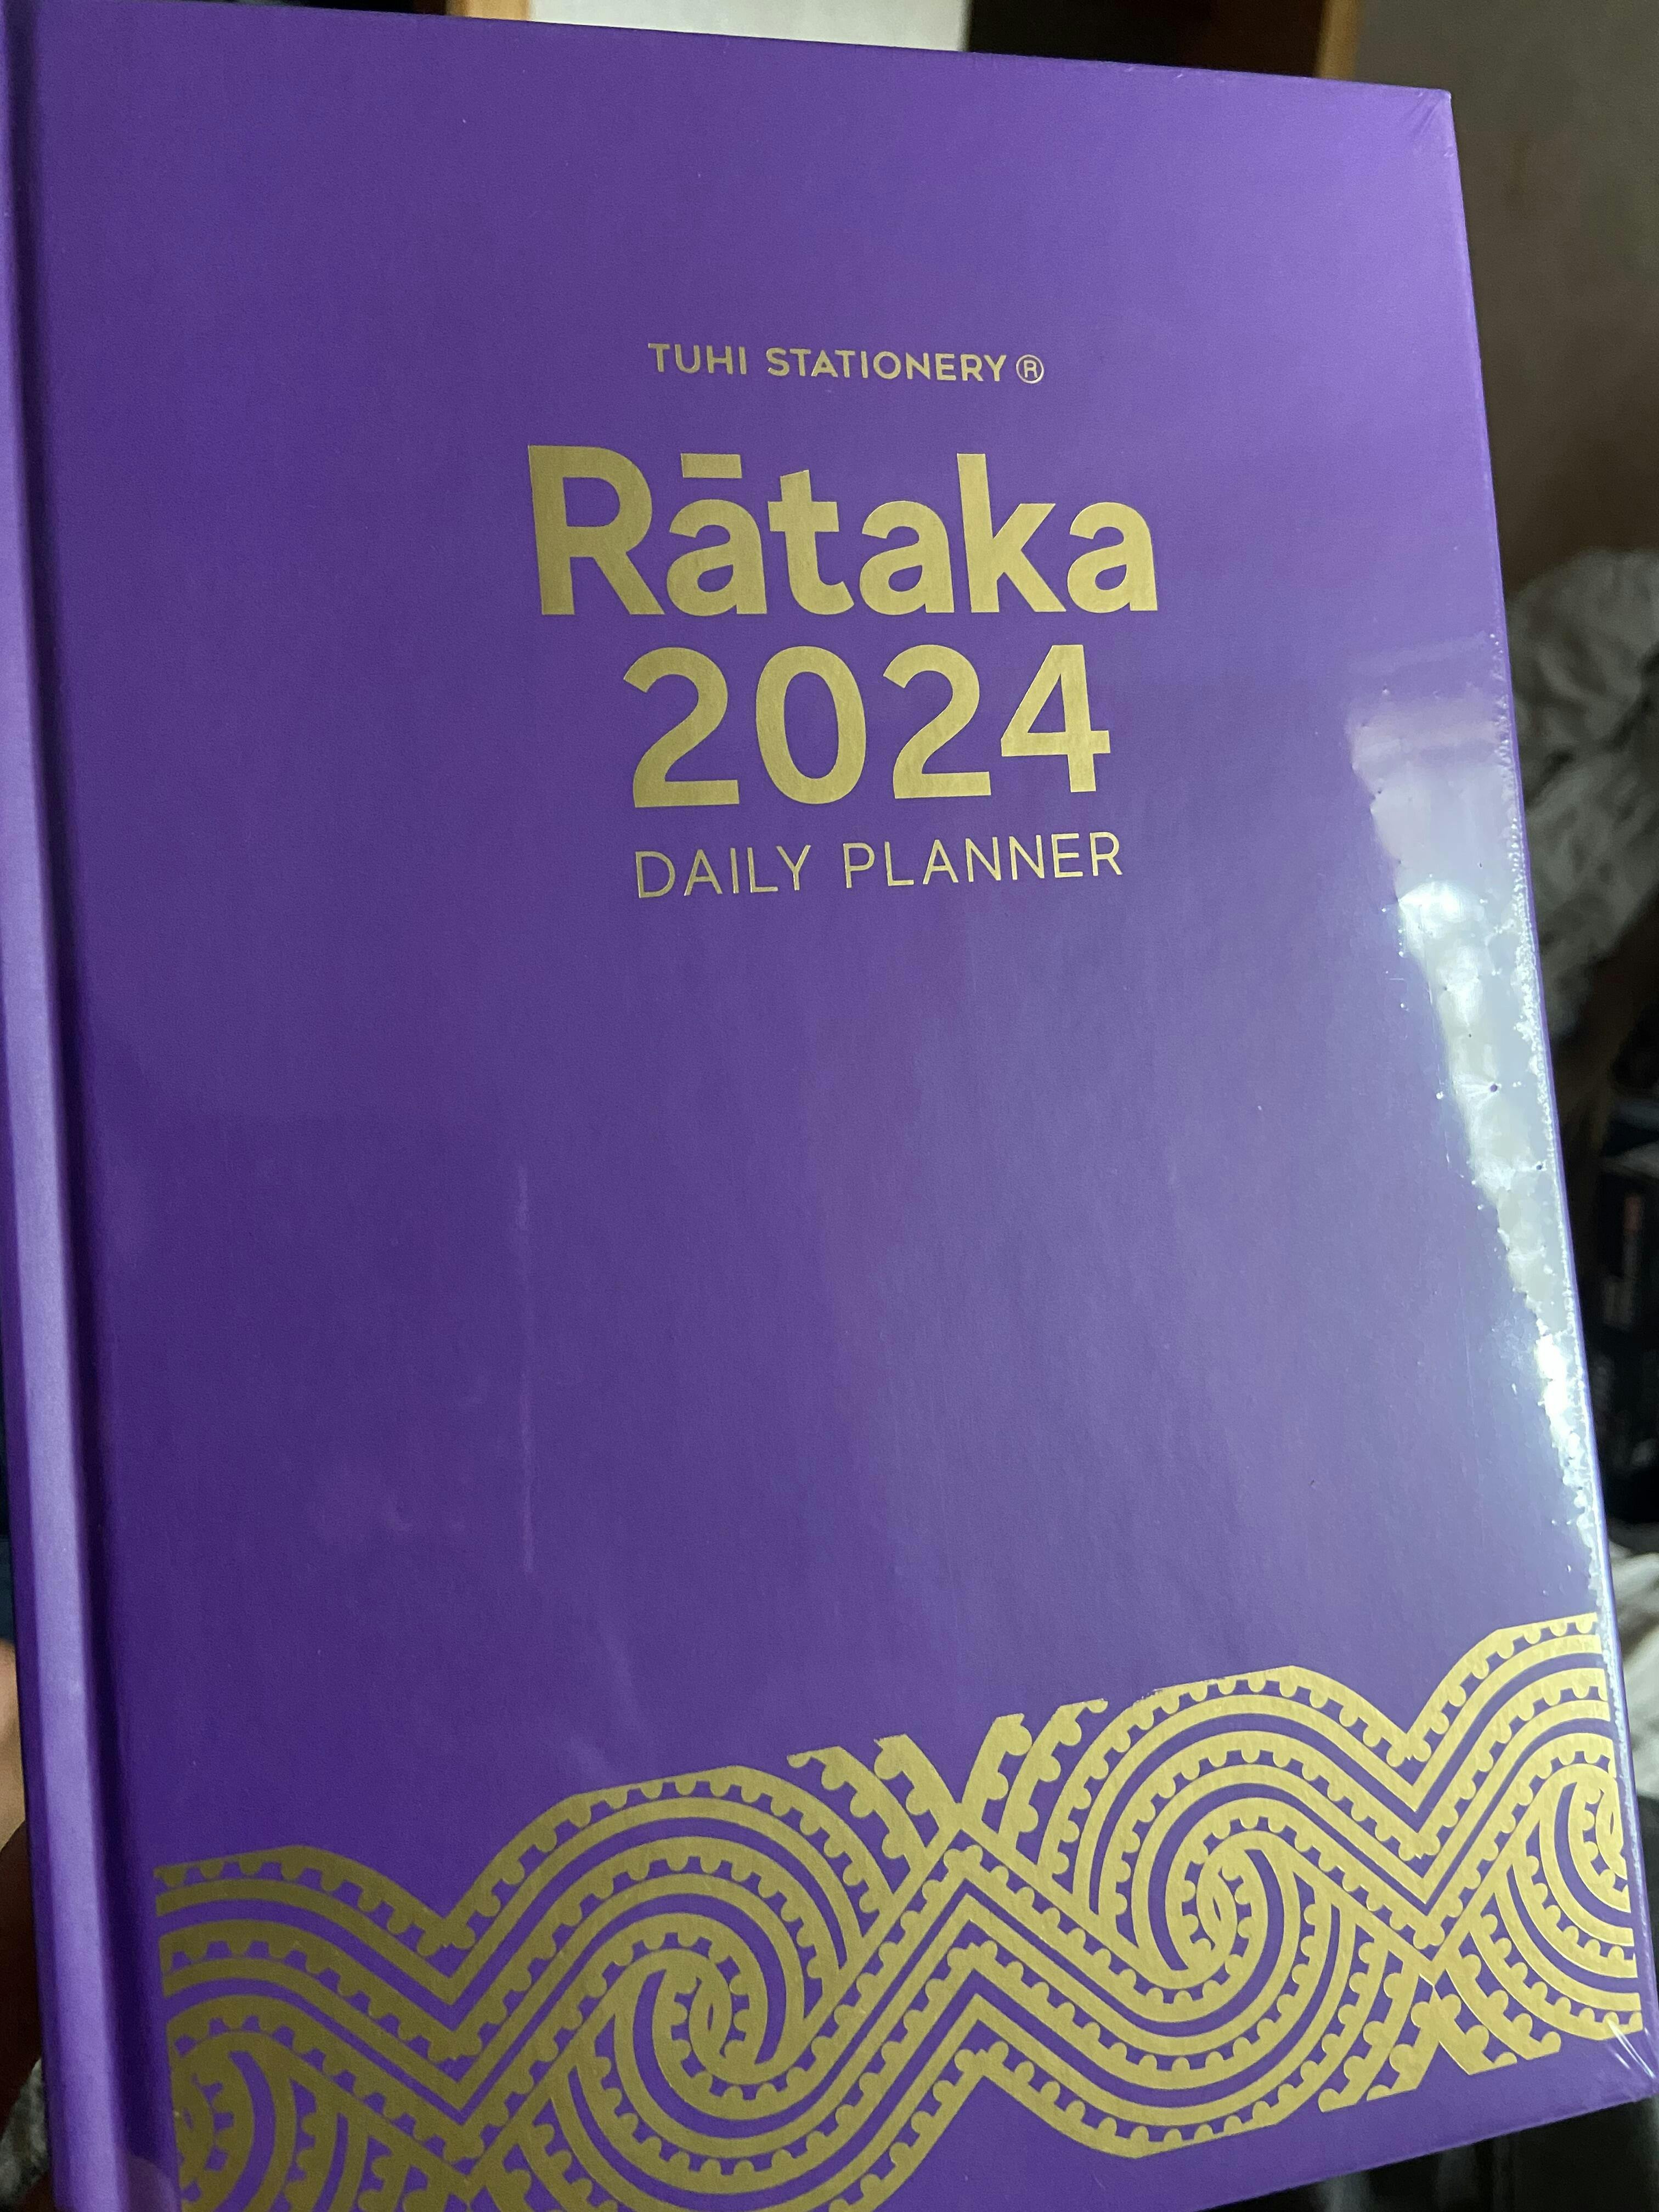 TUHI STATIONERY ®
Rātaka
2024
DAILY PLANNER